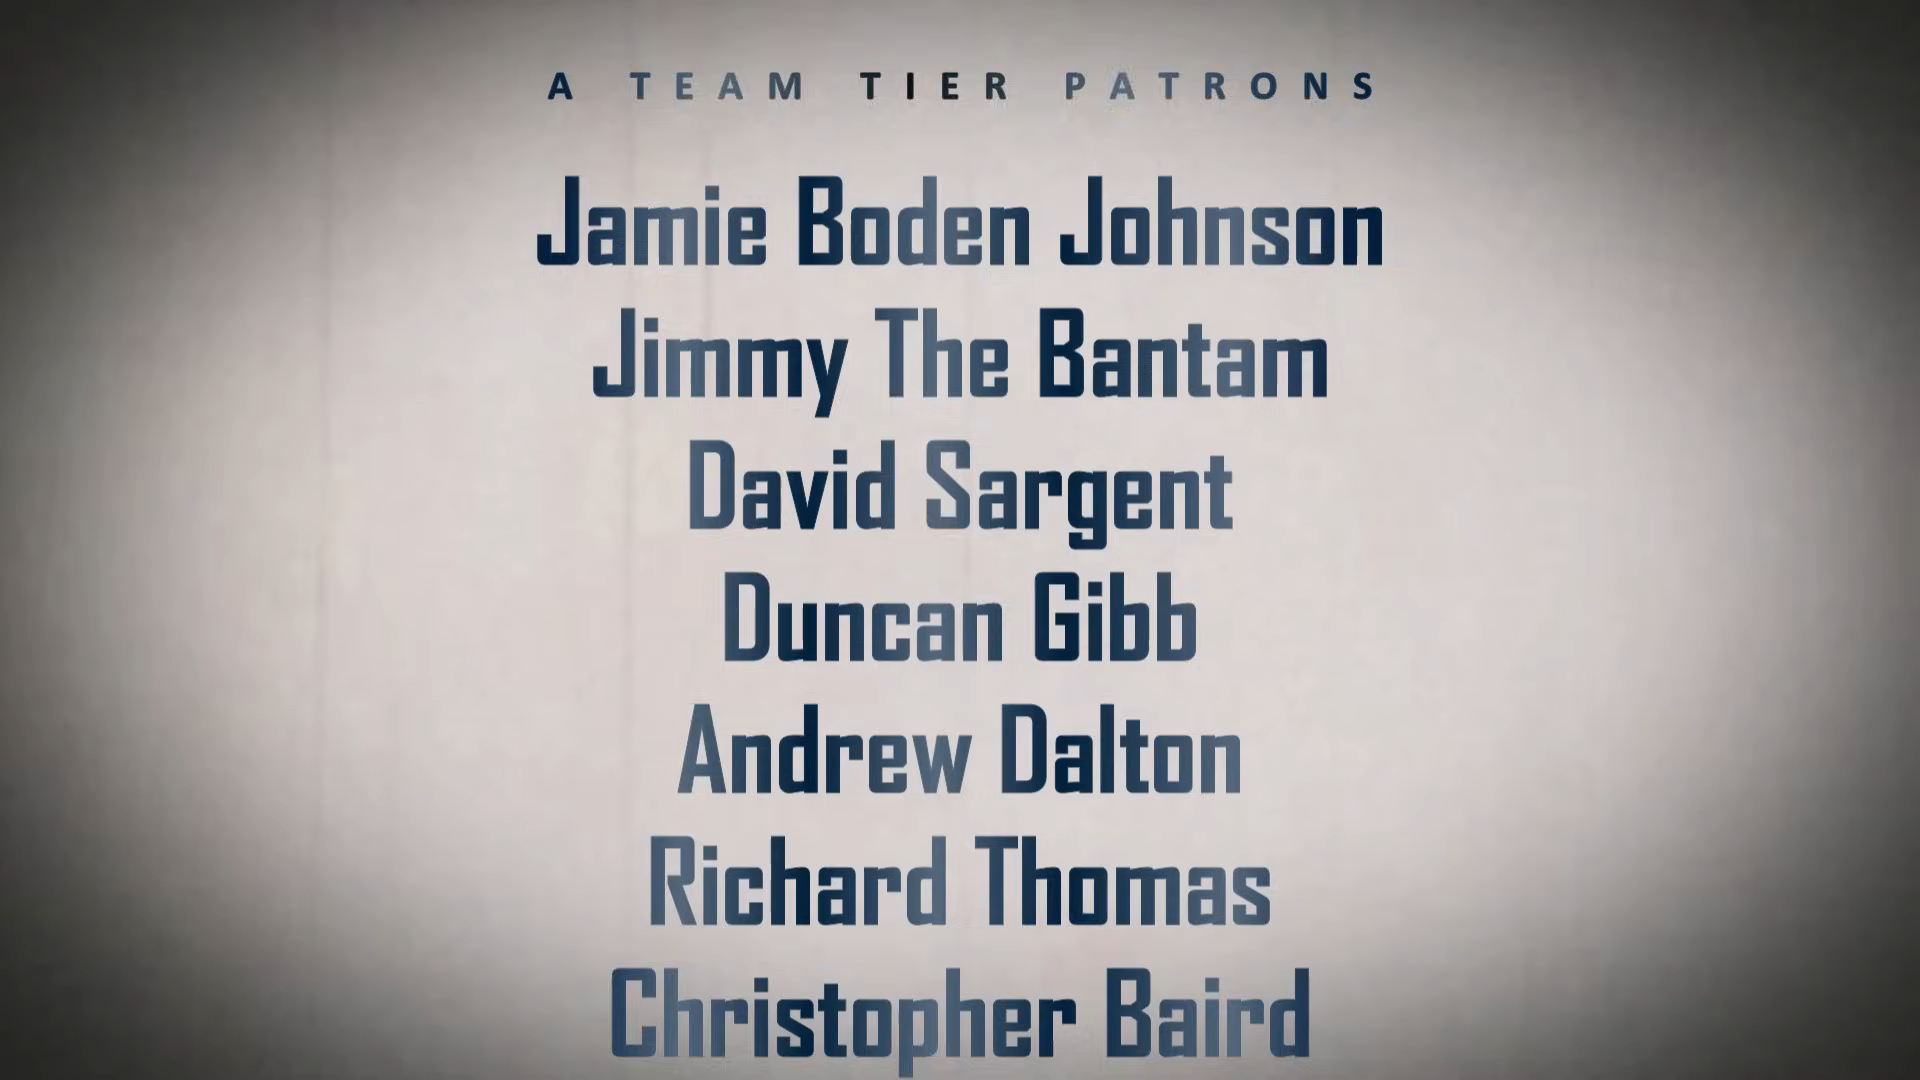 A TEAM TIER PATRONS
Jamie Boden Johnson
Jimmy The Bantam
David Sargent
Duncan Gibb
Andrew Dalton
Richard Thomas
Christopher Baird